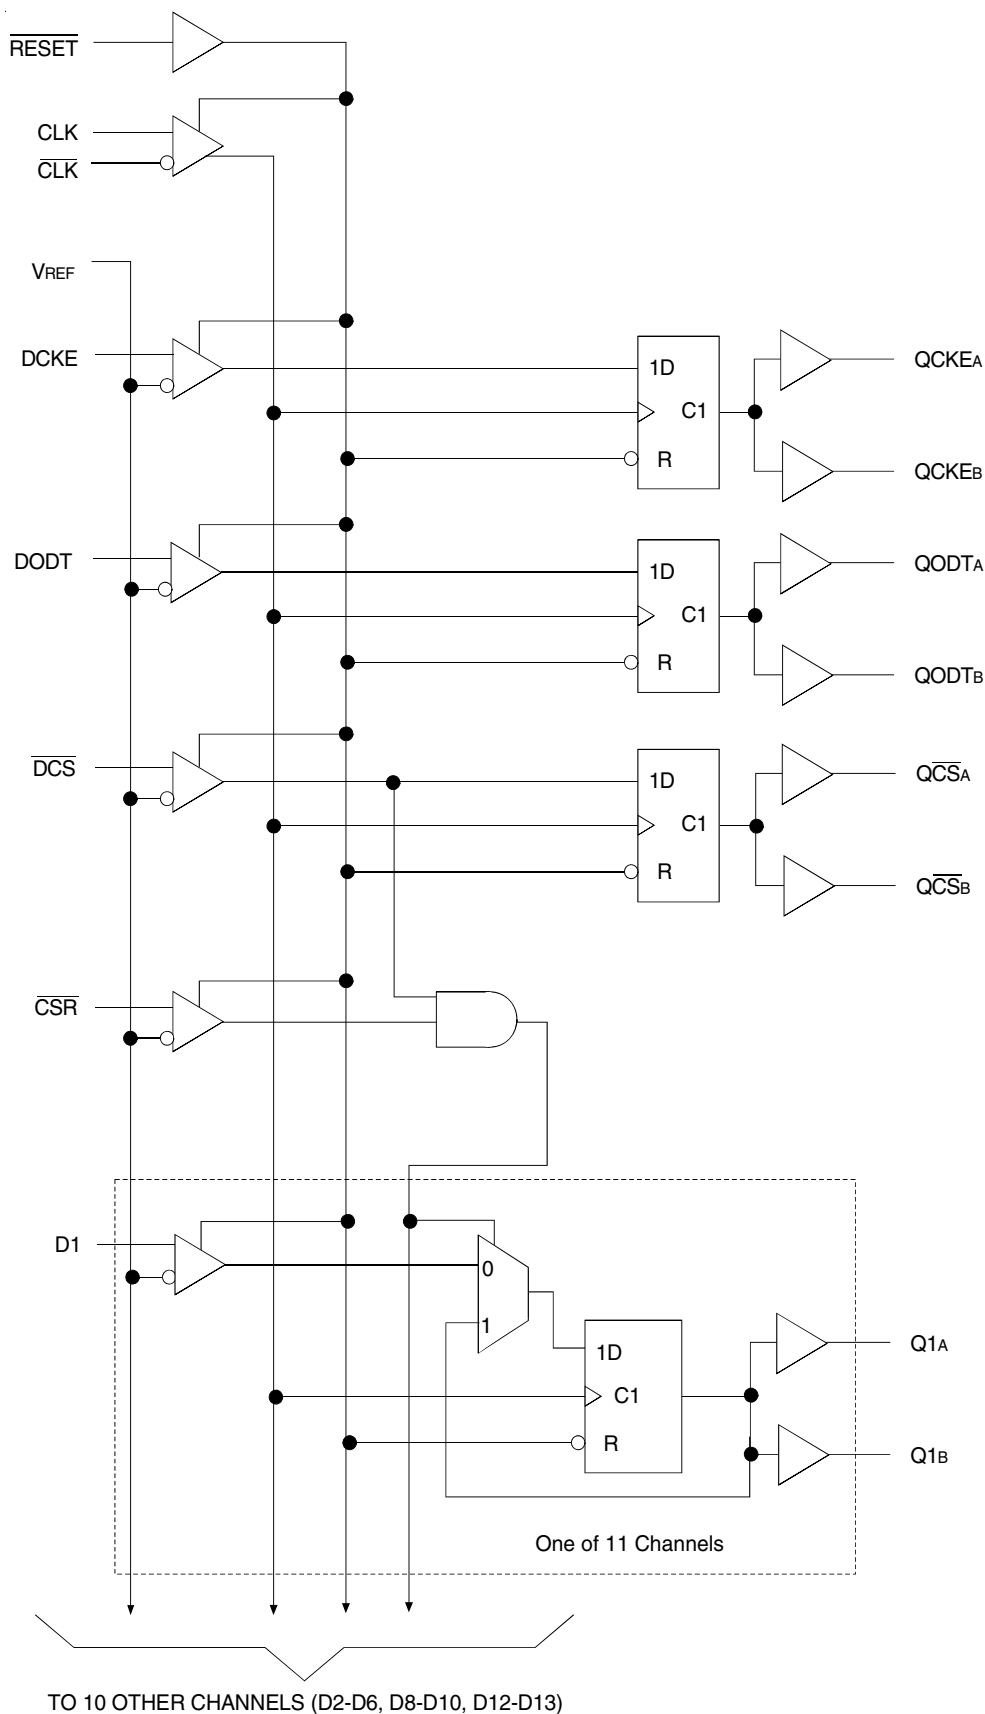 RESET
CLK
CLK
VREF
DCKE
1D
C1
R
QCKEA
QCKEB
DODT
1D
C1
R
QODTA
QODTB
DCS
1D
C1
R
QCSA
QCSB
CSR
D1
0
1
1D
C1
R
Q1A
Q1B
One of 11 Channels
TO 10 OTHER CHANNELS (D2-D6, D8-D10, D12-D13)